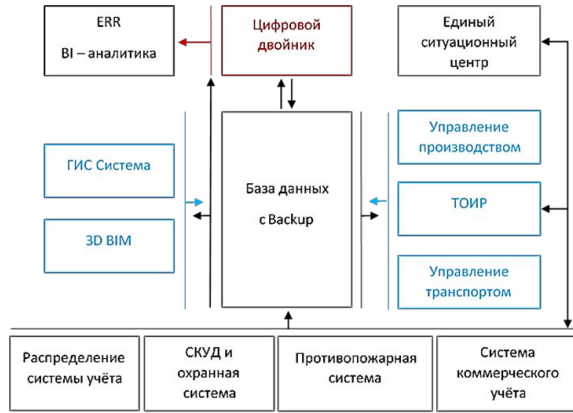 ERR
BI – аналитика
Цифровой
двойник
Единый
ситуационный
центр
ГИС Система
3D BIM
База данных
с Backup
Управление
производством
ТОИР
Управление
транспортом
Распределение
системы учёта
СКУД и
охранная
система
Противопожарная
система
Система
коммерческого
учёта